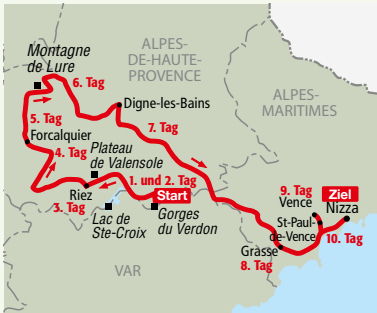 Montagne
de Lure
ALPES-
DE-HAUTE-
PROVENCE
6. Tag
Digne-les-Bains
ALPES-
MARITIMES
5. Tag
Forcalquier
7. Tag
4. Tag
Plateau
de Valensole
1. und 2. Tag
Start
Riez
3. Tag
Lac de
Ste-Croix
Gorges
du Verdon
9. Tag
Vence
Ziel
Nizza
St-Paul-
de-Vence
10. Tag
Grasse
8. Tag
VAR